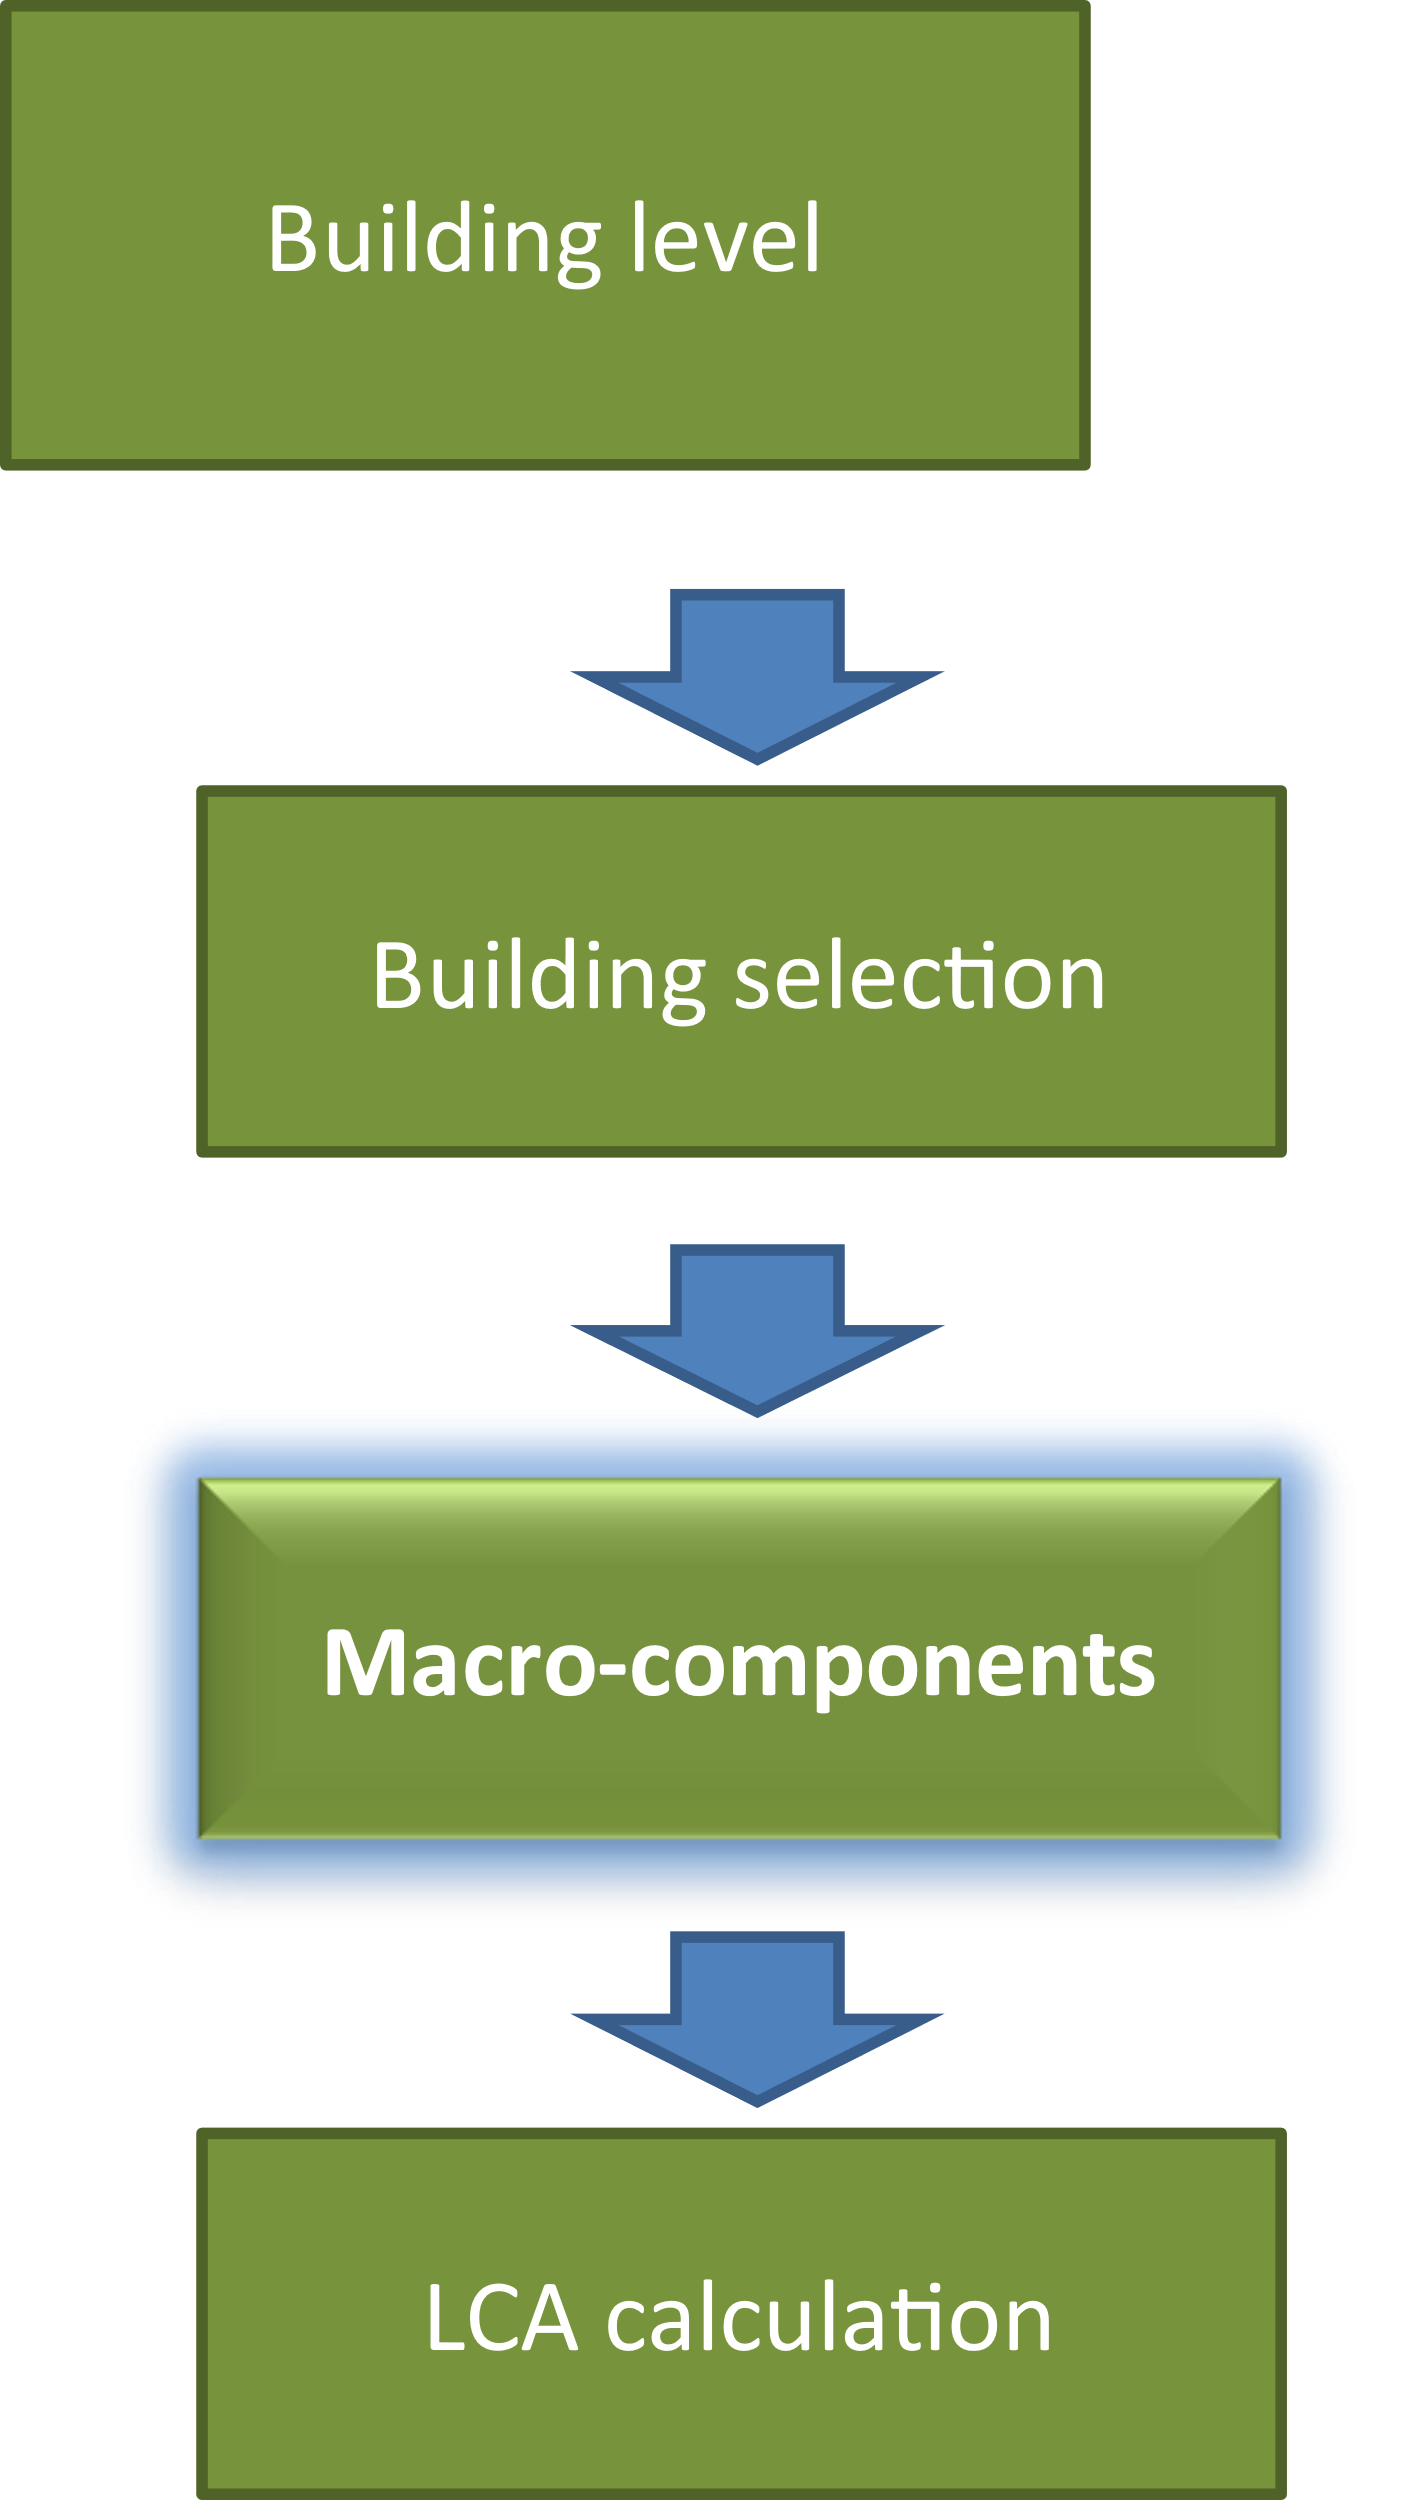 Building level
Building selection
Macro-components
LCA calculation